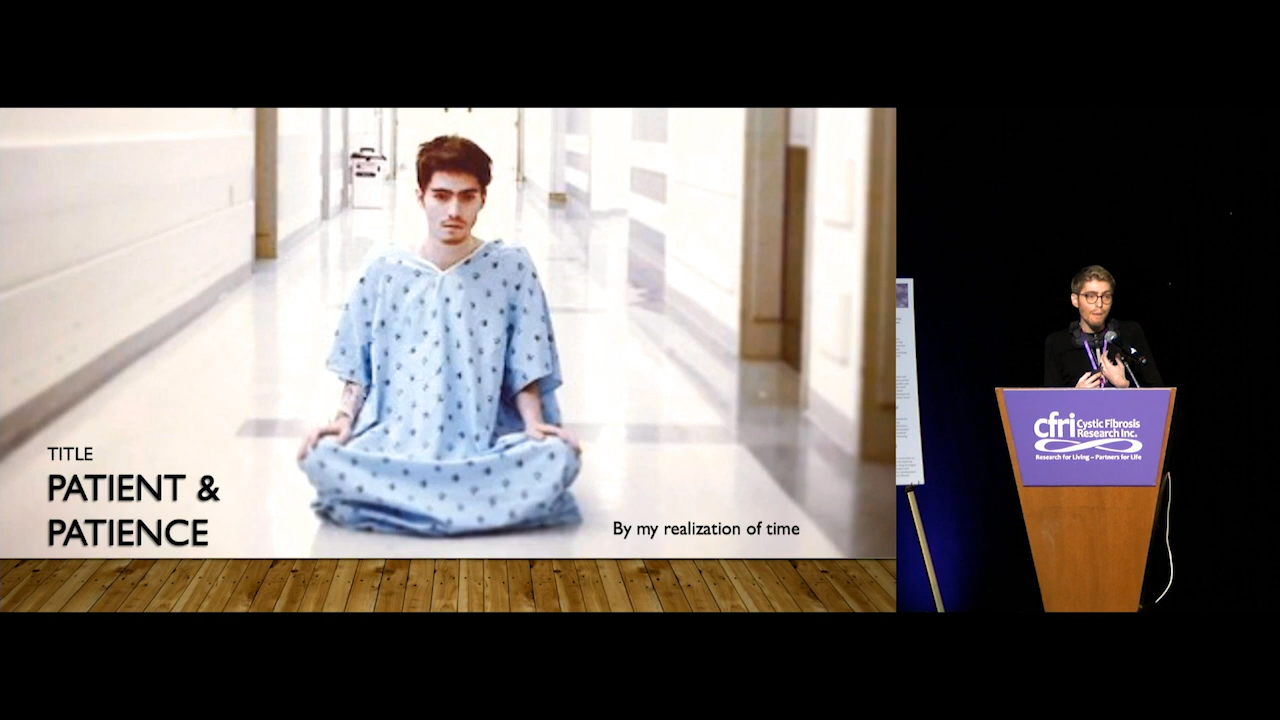 TITLE
PATIENT &
PATIENCE
By my realization of time
cfri Cystic Fibrosis
Research Inc.
Research for Living – Partners for Life